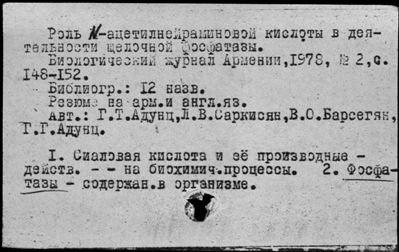 Роль N-ацетилнейраминовой кислоты в дея-
тельности щелочной фосфатазы.
Биологический журнал Армении, 1978, № 2, с.
148-152.
Библиогр.: 12 назв.
Резюме на арм. и англ. яз.
Авт.: Г.Т.Адунц, Л.В.Саркисян, В.О.Барсегян,
Г.Г.Адунц.
1. Сиаловая кислота и её производные -
действ. - - на биохимич. процессы. 2. Фосфа-
тазы - содержан. в организме.